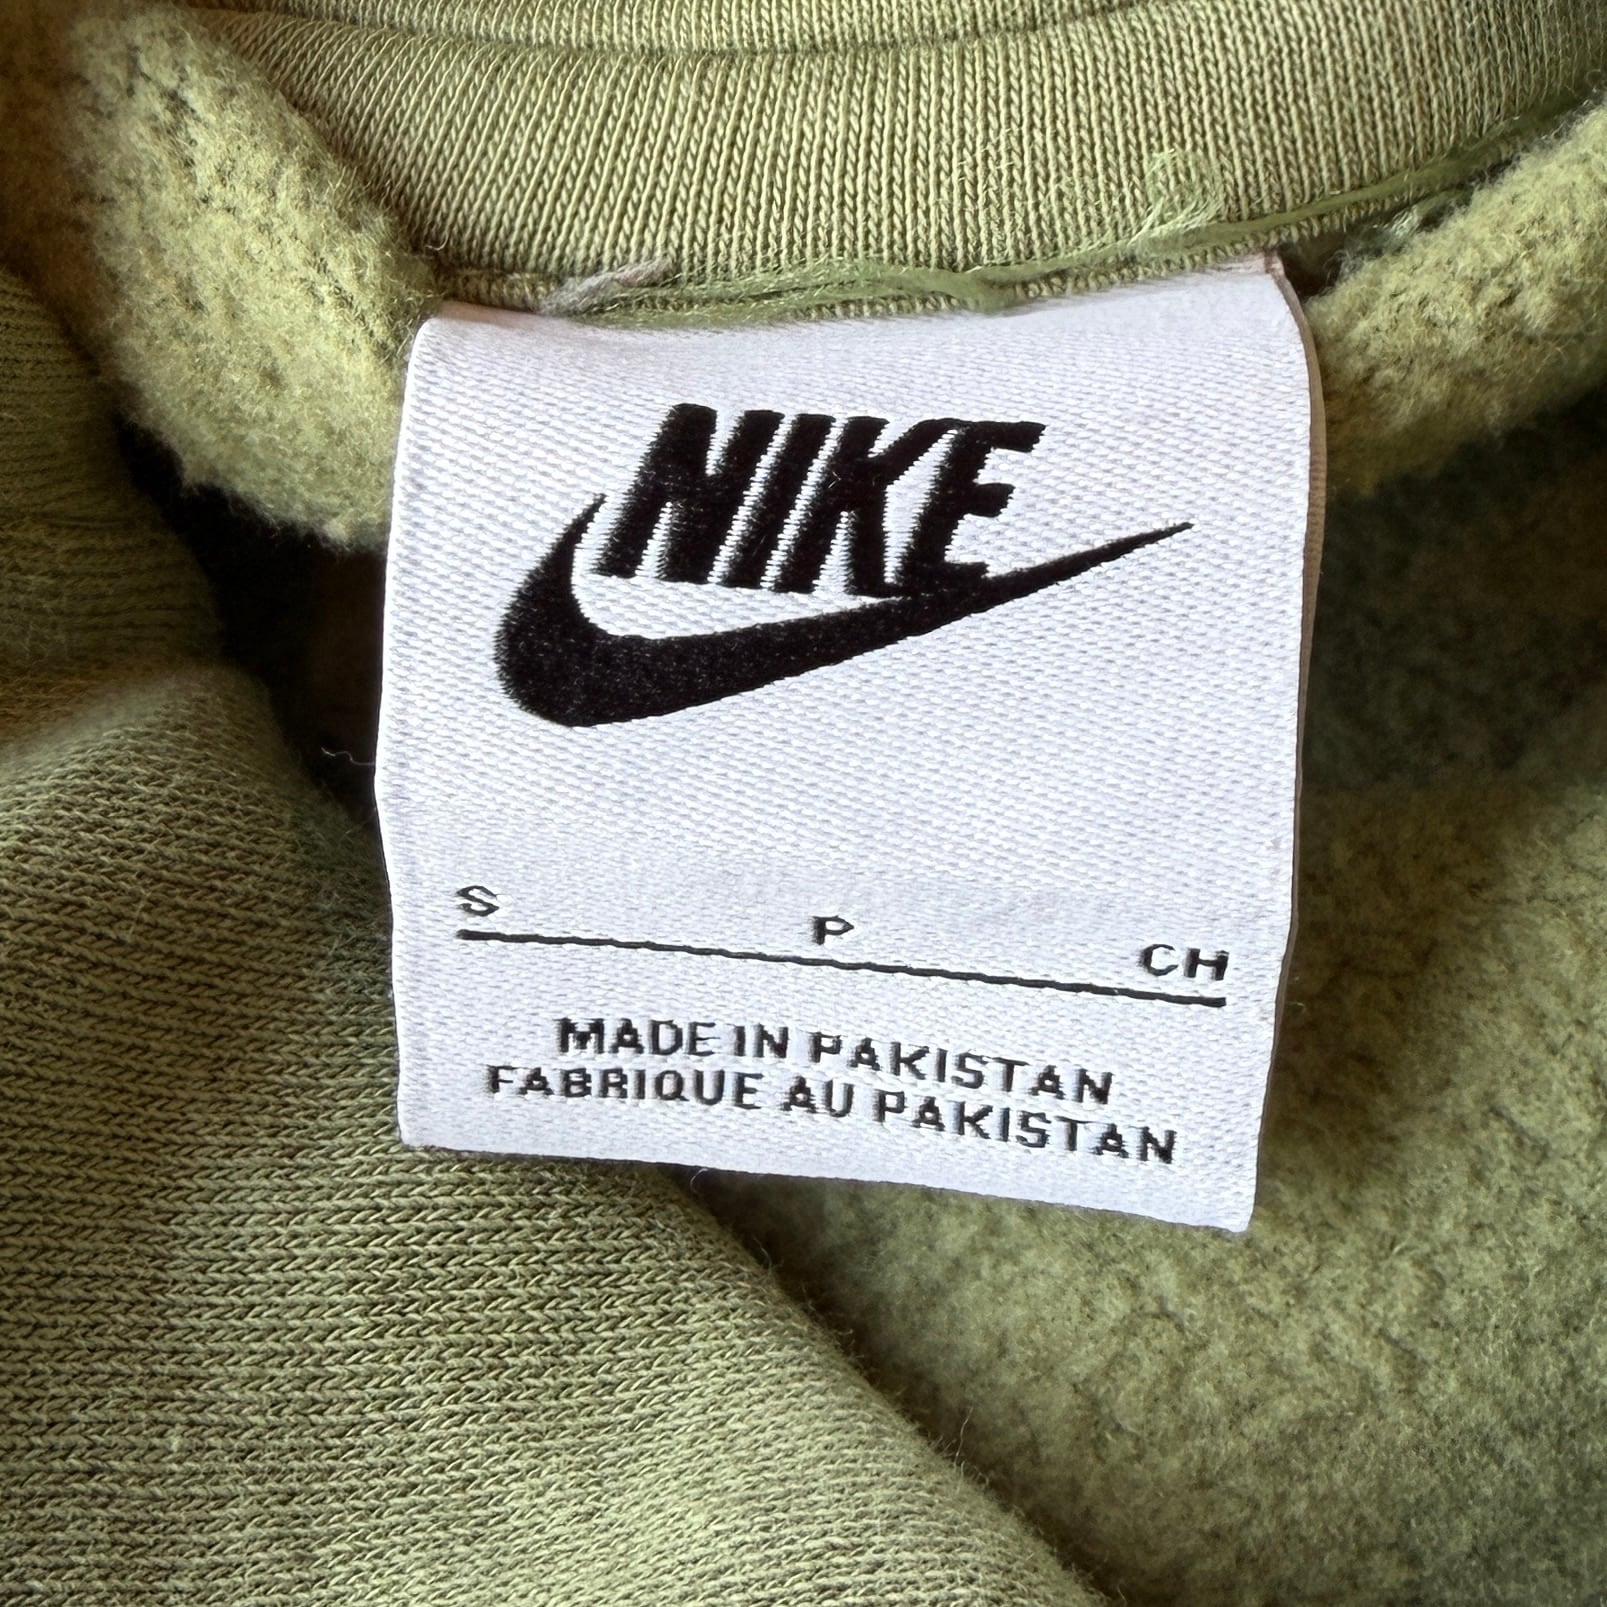 NIKE
S P CH
MADE IN PAKISTAN
FABRIQUE AU PAKISTAN